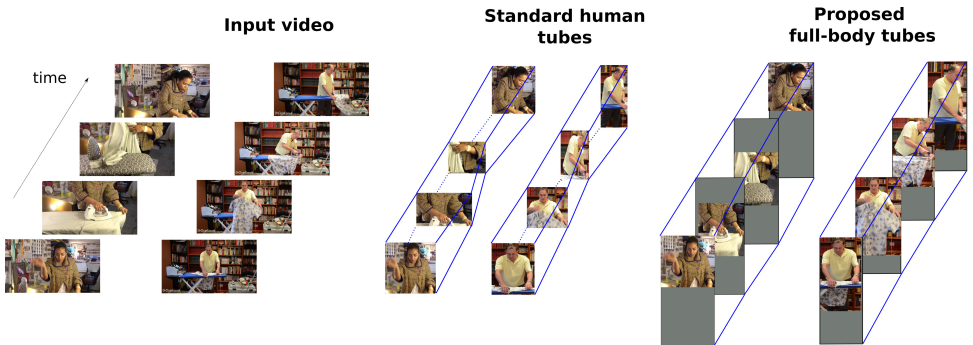 Input video
Standard human
tubes
Proposed
full-body tubes
time